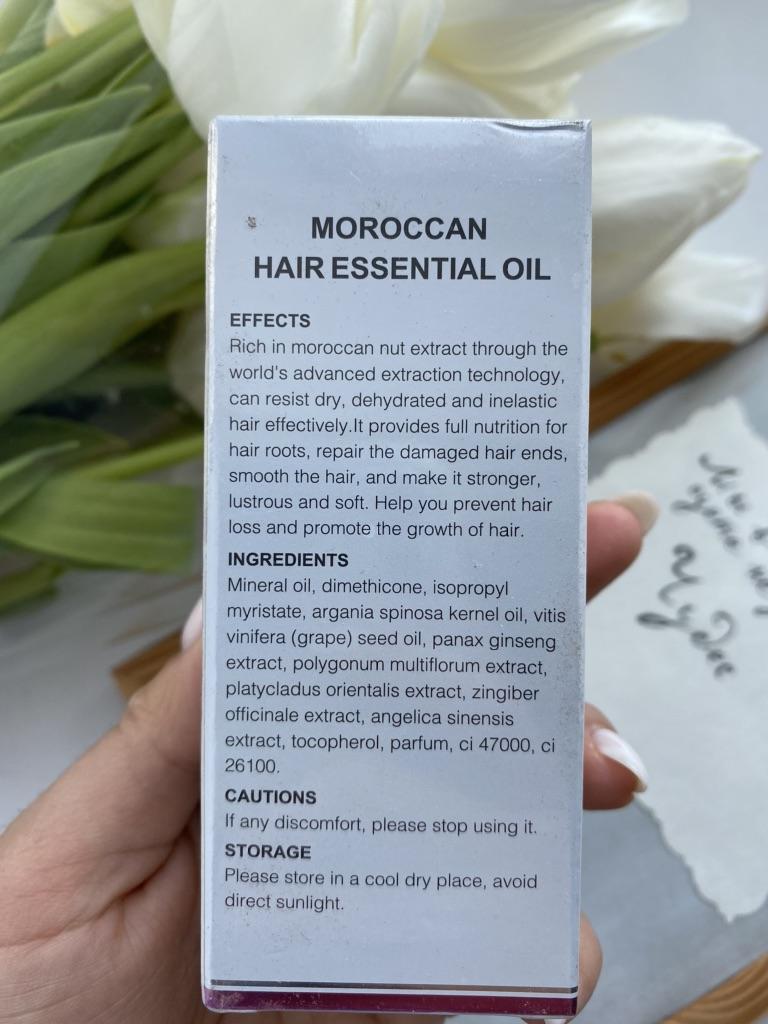 MOROCCAN
HAIR ESSENTIAL OIL
EFFECTS
Rich in moroccan nut extract through the
world's advanced extraction technology,
can resist dry, dehydrated and inelastic
hair effectively.It provides full nutrition for
hair roots, repair the damaged hair ends,
smooth the hair, and make it stronger,
lustrous and soft. Help you prevent hair
loss and promote the growth of hair.
INGREDIENTS
Mineral oil, dimethicone, isopropyl
myristate, argania spinosa kernel oil, vitis
vinifera (grape) seed oil, panax ginseng
extract, polygonum multiflorum extract,
platycladus orientalis extract, zingiber
officinale extract, angelica sinensis
extract, tocopherol, parfum, ci 47000, ci
26100.
CAUTIONS
If any discomfort, please stop using it.
STORAGE
Please store in a cool dry place, avoid
direct sunlight.